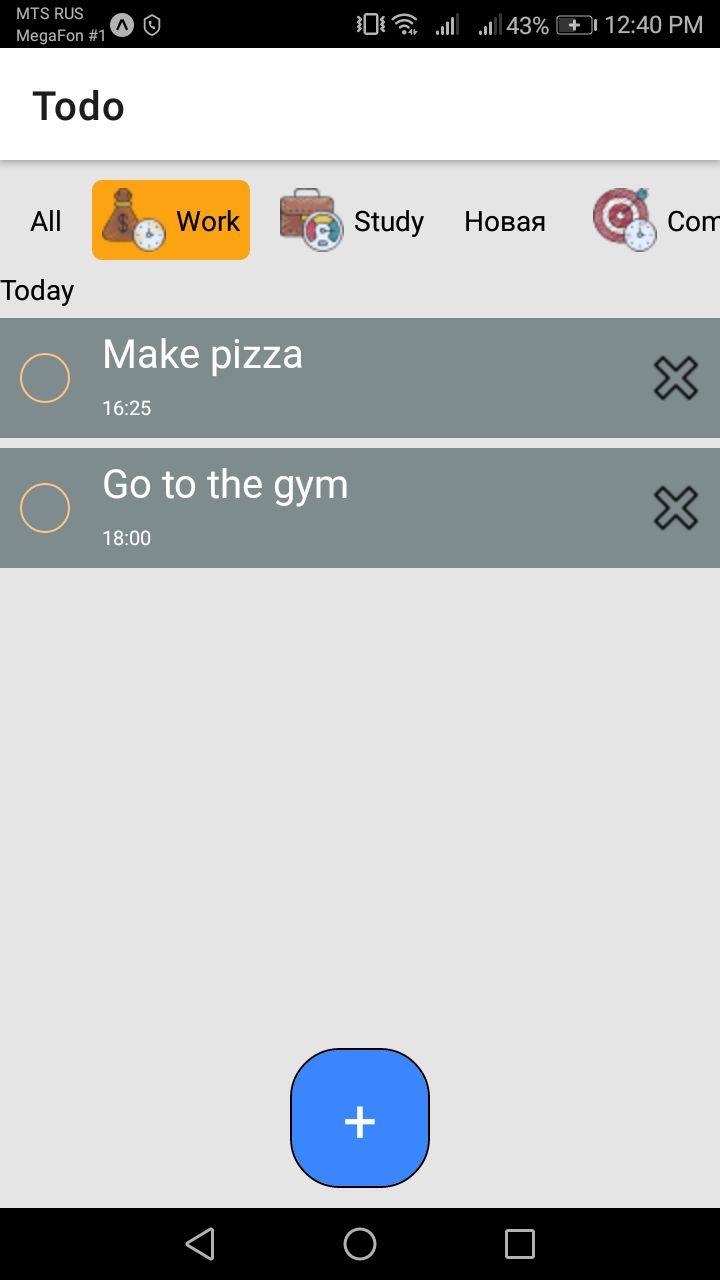 MTS RUS
MegaFon #1
43% 12:40 PM
Todo
All Work Study Новая Com
Today
Make pizza
16:25
Go to the gym
18:00
+